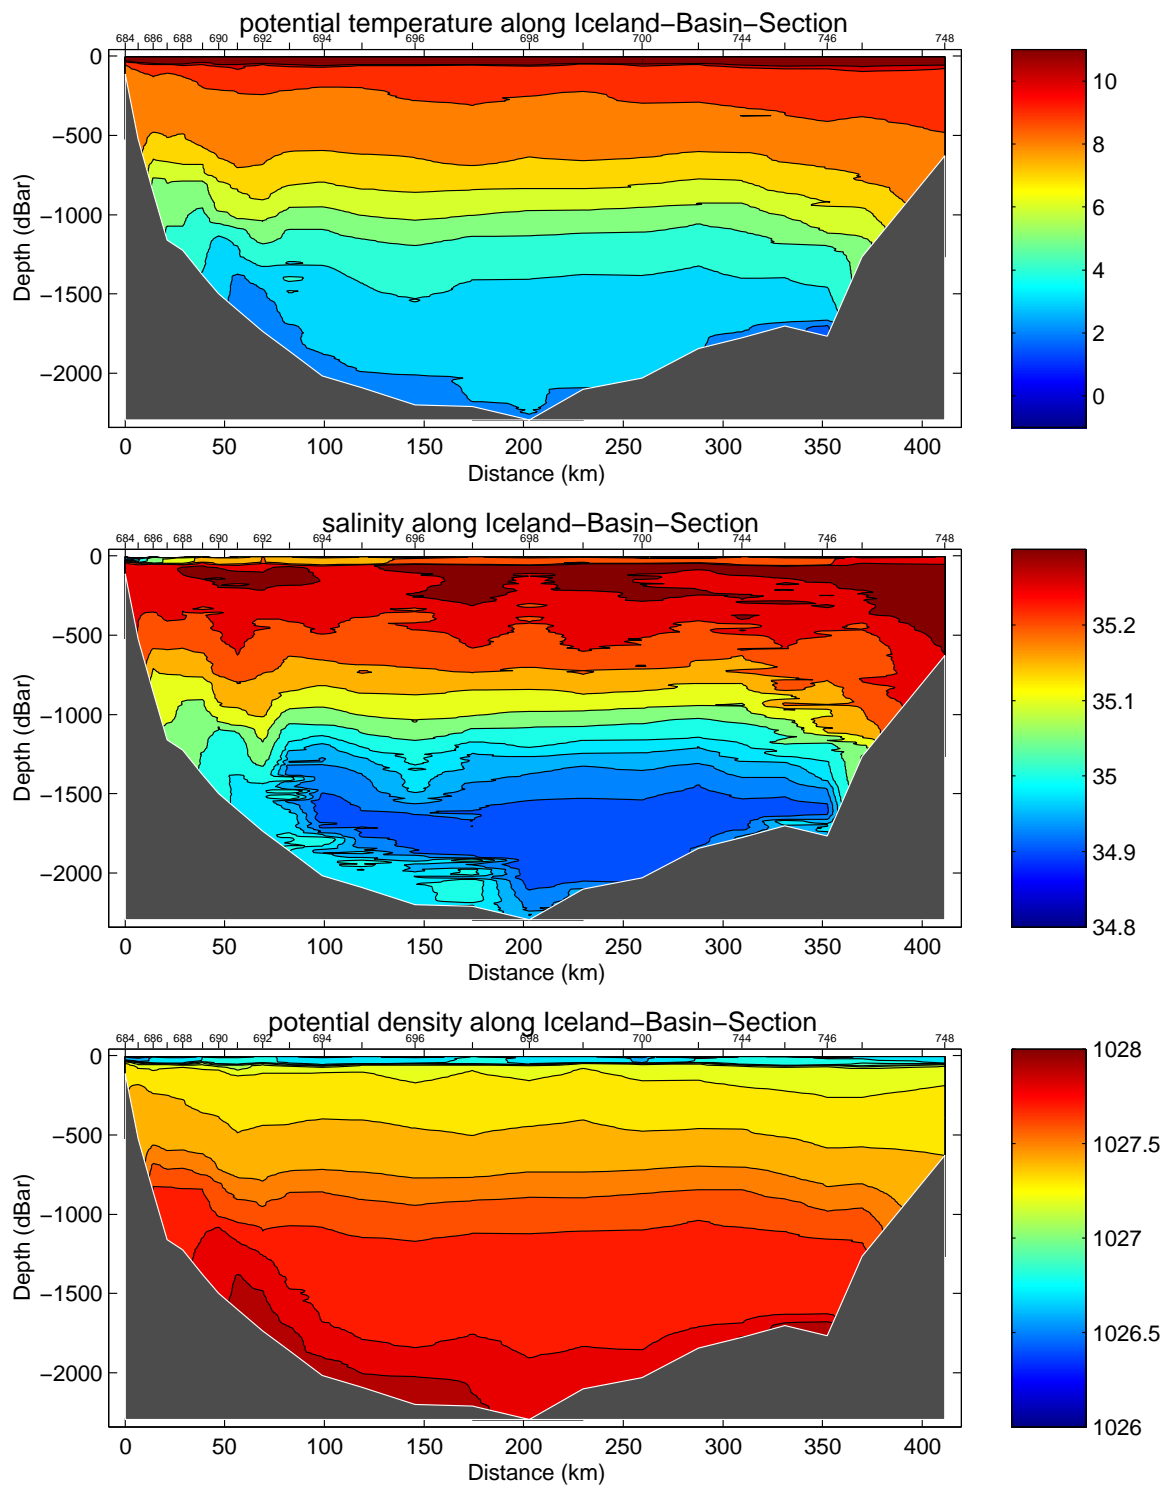 potential temperature along Iceland−Basin−Section
684 686 688 690 692 694 696 698 700 744 746 748
0
−500
−1000
−1500
−2000
Depth (dBar)
0 50 100 150 200 250 300 350 400
Distance (km)
10
8
6
4
2
0
salinity along Iceland−Basin−Section
684 686 688 690 692 694 696 698 700 744 746 748
0
−500
−1000
−1500
−2000
Depth (dBar)
0 50 100 150 200 250 300 350 400
Distance (km)
35.2
35.1
35
34.9
34.8
potential density along Iceland−Basin−Section
684 686 688 690 692 694 696 698 700 744 746 748
0
−500
−1000
−1500
−2000
Depth (dBar)
0 50 100 150 200 250 300 350 400
Distance (km)
1028
1027.5
1027
1026.5
1026